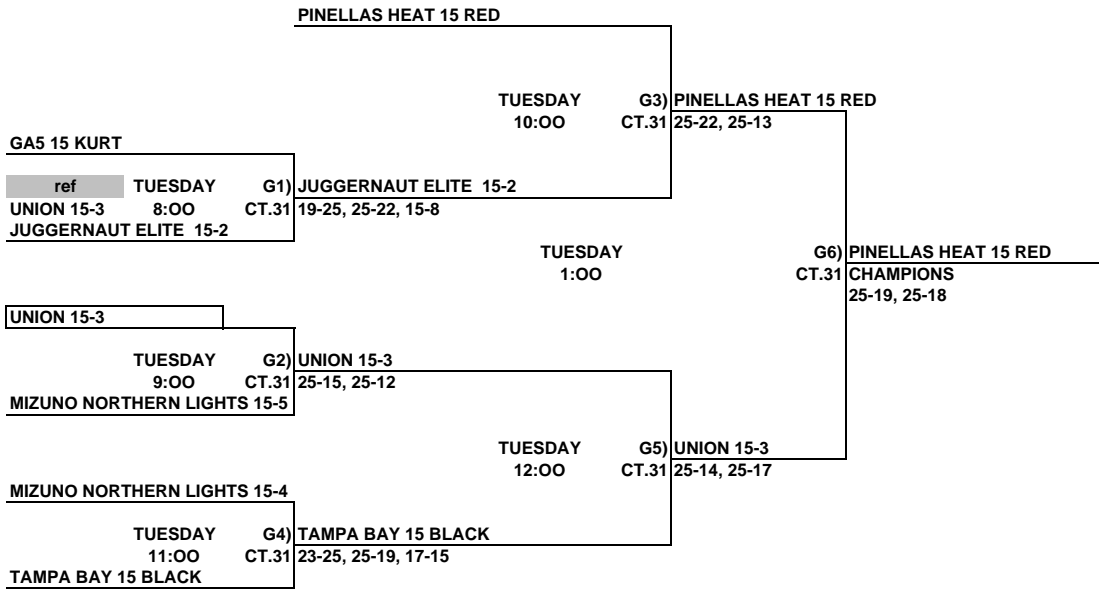 PINELLAS HEAT 15 RED
TUESDAY G3) PINELLAS HEAT 15 RED
10:OO CT.31 25-22, 25-13
GA5 15 KURT
ref TUESDAY G1) JUGGERNAUT ELITE 15-2
UNION 15-3 8:OO CT.31 19-25, 25-22, 15-8
JUGGERNAUT ELITE 15-2
TUESDAY G6) PINELLAS HEAT 15 RED
1:OO CT.31 CHAMPIONS
25-19, 25-18
UNION 15-3
TUESDAY G2) UNION 15-3
9:OO CT.31 25-15, 25-12
MIZUNO NORTHERN LIGHTS 15-5
TUESDAY G5) UNION 15-3
12:OO CT.31 25-14, 25-17
MIZUNO NORTHERN LIGHTS 15-4
TUESDAY G4) TAMPA BAY 15 BLACK
11:OO CT.31 23-25, 25-19, 17-15
TAMPA BAY 15 BLACK